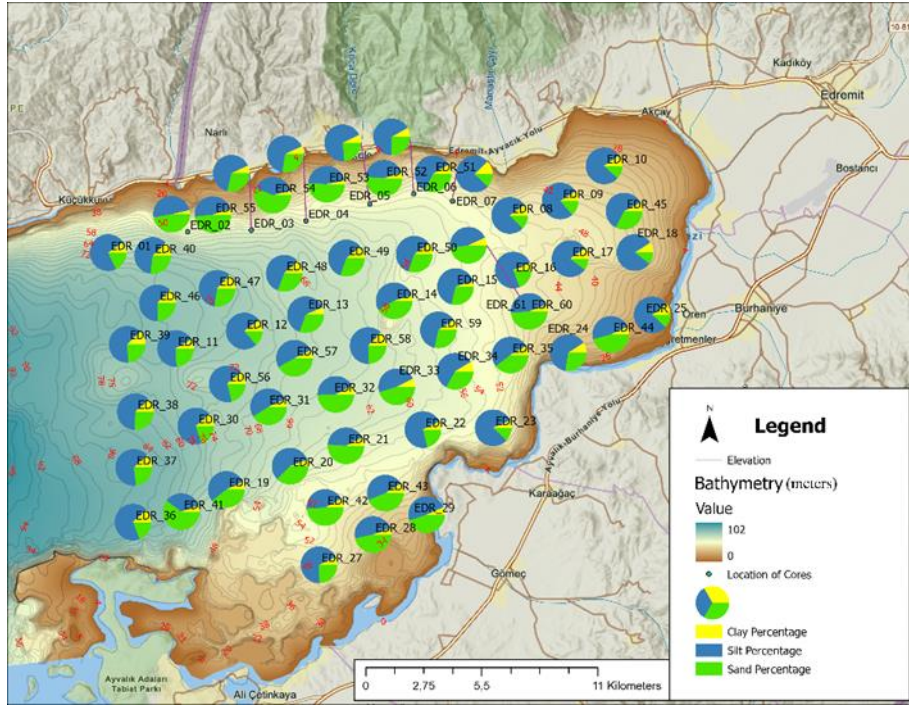 Kadıköy
Edremit
Akçay
Narlı
Edremit-Ayvacık Yolu
Bostancı
Küçükkuyu
EDR_10
EDR_51
EDR_52
EDR_53
EDR_54
EDR_06
EDR_09
EDR_05
EDR_07
EDR_08
EDR_45
EDR_55
EDR_04
EDR_02
EDR_03
EDR_18
EDR_01
EDR_40
EDR_50
EDR_49
EDR_17
EDR_16
EDR_48
EDR_47
EDR_15
EDR_46
EDR_14
EDR_13
EDR_61
EDR_60
EDR_25
Burhaniye
Ören
EDR_12
EDR_59
EDR_24
EDR_44
EDR_39
EDR_11
EDR_58
EDR_35
EDR_57
EDR_34
EDR_56
EDR_33
EDR_32
EDR_31
EDR_38
EDR_30
EDR_22
EDR_23
EDR_21
EDR_37
EDR_20
Ayvalık-Burhaniye Yolu
EDR_19
EDR_43
Karaağaç
EDR_41
EDR_42
EDR_36
EDR_29
EDR_28
EDR_27
Gömeç
Ayvalık Adaları
Tabiat Parkı
Ali Çetinkaya
0 2,75 5,5 11 Kilometers
N
Legend
Elevation
Bathymetry (meters)
Value
102
0
Location of Cores
Clay Percentage
Silt Percentage
Sand Percentage